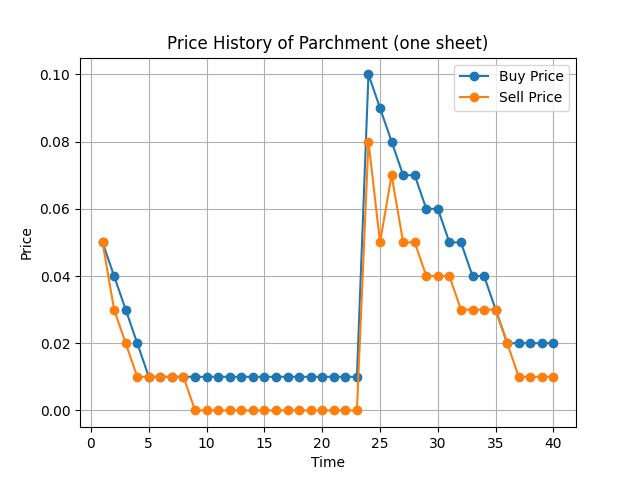 Price History of Parchment (one sheet)
Buy Price
Sell Price
0.10
0.08
0.06
0.04
0.02
0.00
Price
0 5 10 15 20 25 30 35 40
Time